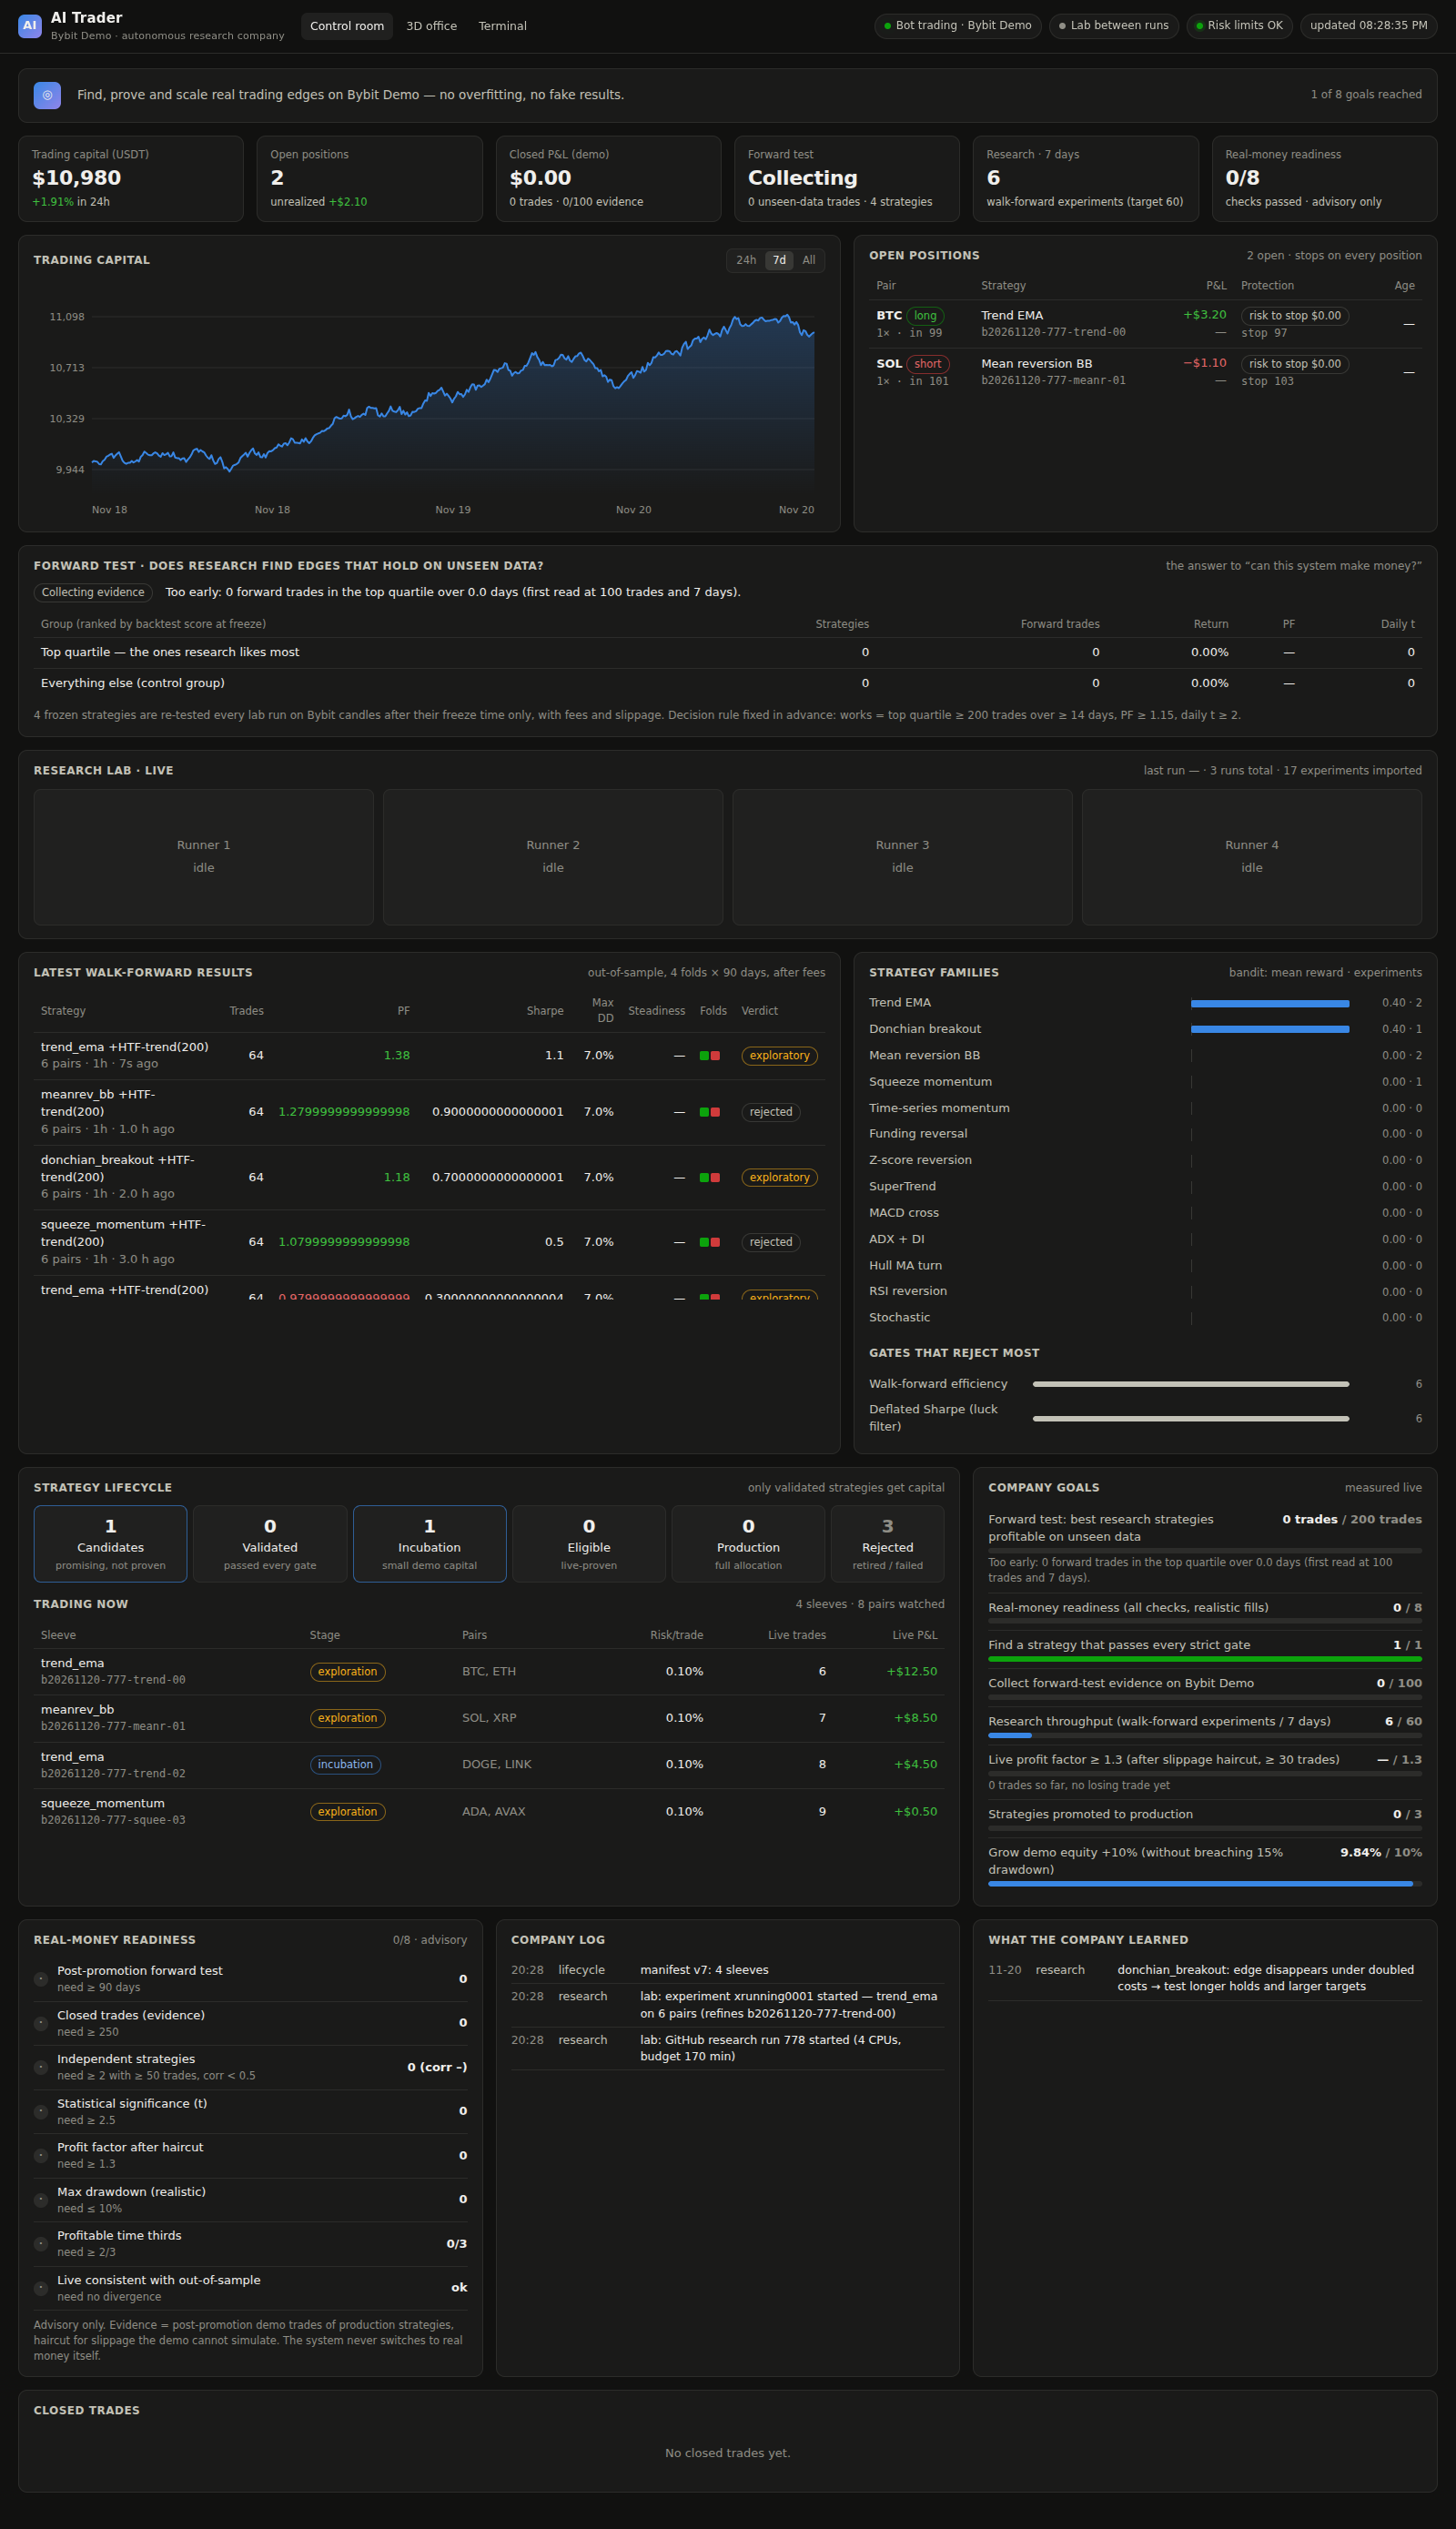 AI
AI Trader
Bybit Demo · autonomous research company
Control room
3D office
Terminal
Bot trading · Bybit Demo
Lab between runs
Risk limits OK
updated 08:28:35 PM
Find, prove and scale real trading edges on Bybit Demo — no overfitting, no fake results.
1 of 8 goals reached
Trading capital (USDT)
$10,980
+1.91% in 24h
Open positions
2
unrealized +$2.10
Closed P&L (demo)
$0.00
0 trades · 0/100 evidence
Forward test
Collecting
0 unseen-data trades · 4 strategies
Research · 7 days
6
walk-forward experiments (target 60)
Real-money readiness
0/8
checks passed · advisory only
TRADING CAPITAL
24h 7d All
11,098
10,713
10,329
9,944
Nov 18 Nov 18 Nov 19 Nov 20 Nov 20
OPEN POSITIONS
2 open · stops on every position
Pair Strategy P&L Protection Age
BTC long Trend EMA +$3.20 risk to stop $0.00 —
1× · in 99 b20261120-777-trend-00 — stop 97
SOL short Mean reversion BB −$1.10 risk to stop $0.00 —
1× · in 101 b20261120-777-meanr-01 — stop 103
FORWARD TEST · DOES RESEARCH FIND EDGES THAT HOLD ON UNSEEN DATA?
the answer to “can this system make money?”
Collecting evidence Too early: 0 forward trades in the top quartile over 0.0 days (first read at 100 trades and 7 days).
Group (ranked by backtest score at freeze) Strategies Forward trades Return PF Daily t
Top quartile — the ones research likes most 0 0 0.00% — 0
Everything else (control group) 0 0 0.00% — 0
4 frozen strategies are re-tested every lab run on Bybit candles after their freeze time only, with fees and slippage. Decision rule fixed in advance: works = top quartile ≥ 200 trades over ≥ 14 days, PF ≥ 1.15, daily t ≥ 2.
RESEARCH LAB · LIVE
last run — · 3 runs total · 17 experiments imported
Runner 1
idle
Runner 2
idle
Runner 3
idle
Runner 4
idle
LATEST WALK-FORWARD RESULTS
out-of-sample, 4 folds × 90 days, after fees
Strategy Trades PF Sharpe Max DD Steadiness Folds Verdict
trend_ema +HTF-trend(200) 64 1.38 1.1 7.0% — exploratory
6 pairs · 1h · 7s ago
meanrev_bb +HTF-
trend(200) 64 1.2799999999999998 0.9000000000000001 7.0% — rejected
6 pairs · 1h · 1.0 h ago
donchian_breakout +HTF-
trend(200) 64 1.18 0.7000000000000001 7.0% — exploratory
6 pairs · 1h · 2.0 h ago
squeeze_momentum +HTF-
trend(200) 64 1.0799999999999998 0.5 7.0% — rejected
6 pairs · 1h · 3.0 h ago
trend_ema +HTF-trend(200) 64 0.9799999999999999 0.30000000000000004 7.0% — exploratory
STRATEGY FAMILIES
bandit: mean reward · experiments
Trend EMA 0.40 · 2
Donchian breakout 0.40 · 1
Mean reversion BB 0.00 · 2
Squeeze momentum 0.00 · 1
Time-series momentum 0.00 · 0
Funding reversal 0.00 · 0
Z-score reversion 0.00 · 0
SuperTrend 0.00 · 0
MACD cross 0.00 · 0
ADX + DI 0.00 · 0
Hull MA turn 0.00 · 0
RSI reversion 0.00 · 0
Stochastic 0.00 · 0
GATES THAT REJECT MOST
Walk-forward efficiency 6
Deflated Sharpe (luck
filter) 6
STRATEGY LIFECYCLE
only validated strategies get capital
1
Candidates
promising, not proven
0
Validated
passed every gate
1
Incubation
small demo capital
0
Eligible
live-proven
0
Production
full allocation
3
Rejected
retired / failed
TRADING NOW
4 sleeves · 8 pairs watched
Sleeve Stage Pairs Risk/trade Live trades Live P&L
trend_ema exploration BTC, ETH 0.10% 6 +$12.50
b20261120-777-trend-00
meanrev_bb exploration SOL, XRP 0.10% 7 +$8.50
b20261120-777-meanr-01
trend_ema incubation DOGE, LINK 0.10% 8 +$4.50
b20261120-777-trend-02
squeeze_momentum exploration ADA, AVAX 0.10% 9 +$0.50
b20261120-777-squee-03
COMPANY GOALS
measured live
Forward test: best research strategies 0 trades / 200 trades
profitable on unseen data
Too early: 0 forward trades in the top quartile over 0.0 days (first read at 100
trades and 7 days).
Real-money readiness (all checks, realistic fills) 0 / 8
Find a strategy that passes every strict gate 1 / 1
Collect forward-test evidence on Bybit Demo 0 / 100
Research throughput (walk-forward experiments / 7 days) 6 / 60
Live profit factor ≥ 1.3 (after slippage haircut, ≥ 30 trades) — / 1.3
0 trades so far, no losing trade yet
Strategies promoted to production 0 / 3
Grow demo equity +10% (without breaching 15% 9.84% / 10%
drawdown)
REAL-MONEY READINESS
0/8 · advisory
Post-promotion forward test 0
need ≥ 90 days
Closed trades (evidence) 0
need ≥ 250
Independent strategies 0 (corr –)
need ≥ 2 with ≥ 50 trades, corr < 0.5
Statistical significance (t) 0
need ≥ 2.5
Profit factor after haircut 0
need ≥ 1.3
Max drawdown (realistic) 0
need ≤ 10%
Profitable time thirds 0/3
need ≥ 2/3
Live consistent with out-of-sample ok
need no divergence
Advisory only. Evidence = post-promotion demo trades of production strategies,
haircut for slippage the demo cannot simulate. The system never switches to real
money itself.
COMPANY LOG
20:28 lifecycle manifest v7: 4 sleeves
20:28 research lab: experiment xrunning0001 started — trend_ema
on 6 pairs (refines b20261120-777-trend-00)
20:28 research lab: GitHub research run 778 started (4 CPUs,
budget 170 min)
WHAT THE COMPANY LEARNED
11-20 research donchian_breakout: edge disappears under doubled
costs → test longer holds and larger targets
CLOSED TRADES
No closed trades yet.